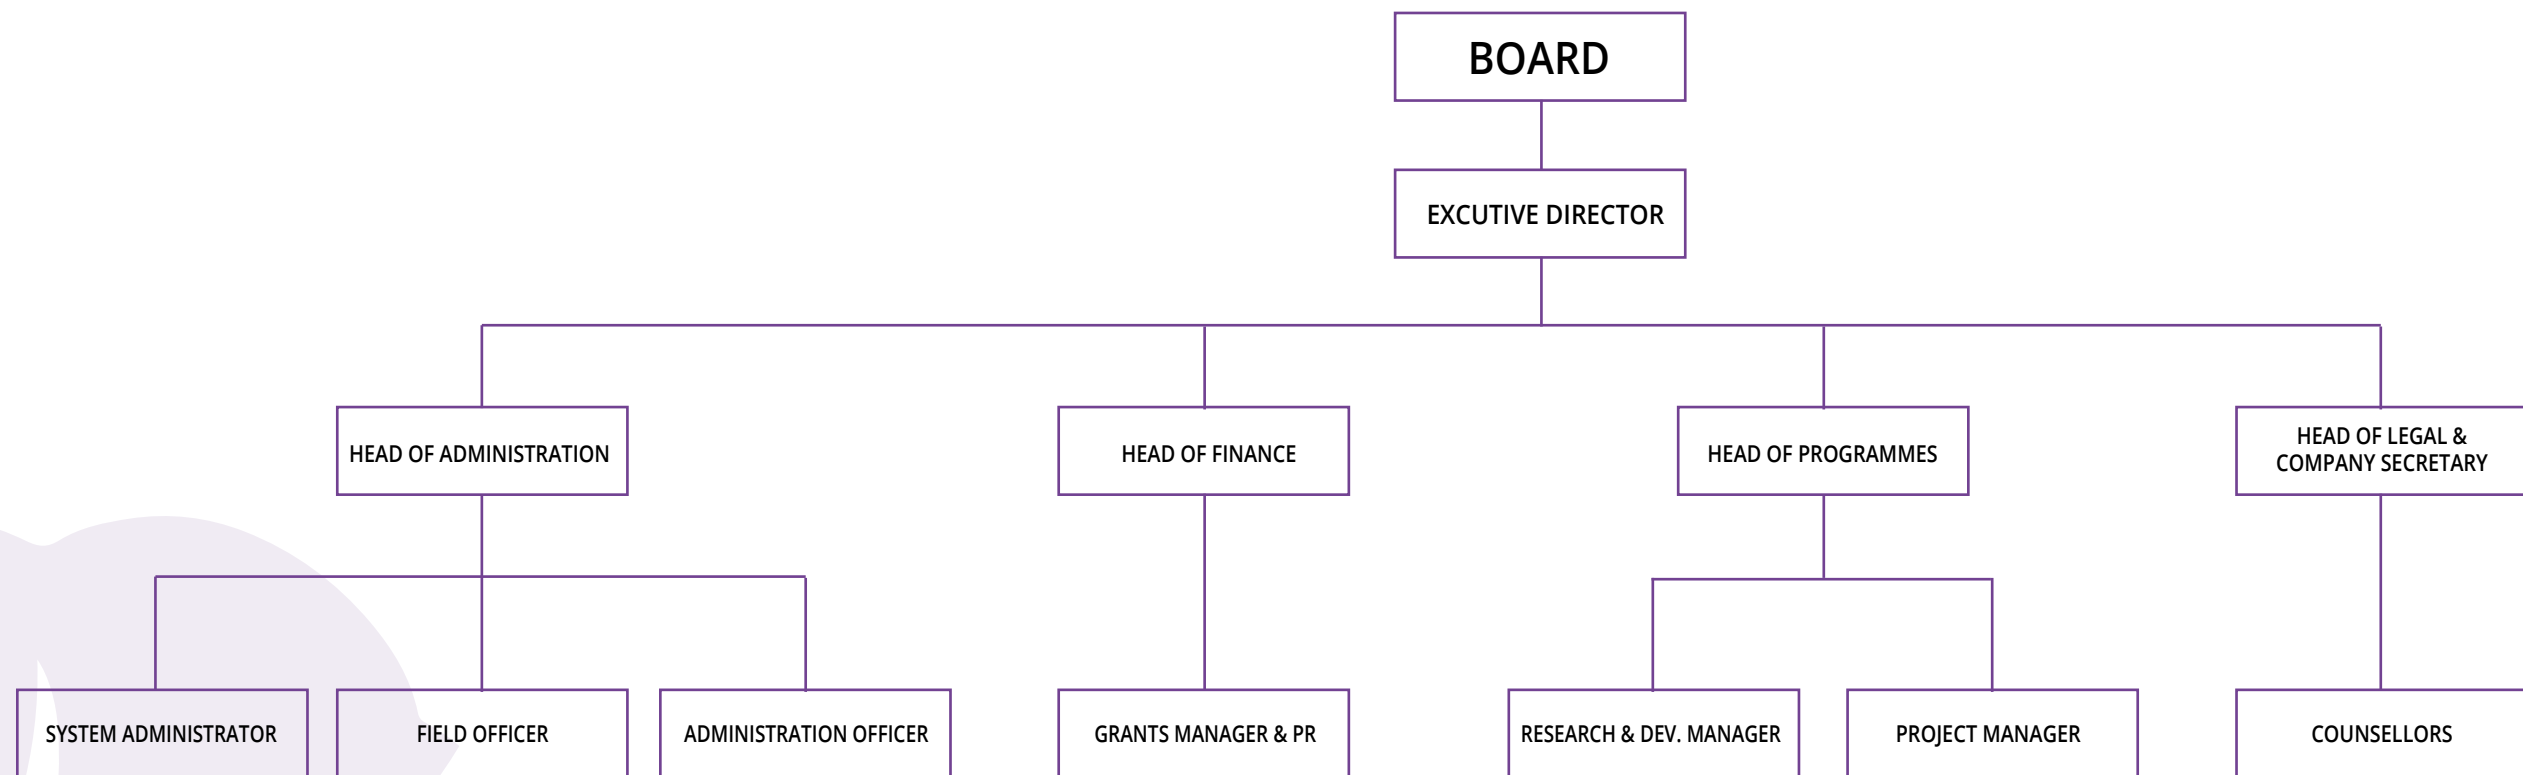 BOARD
EXCUTIVE DIRECTOR
HEAD OF ADMINISTRATION
HEAD OF FINANCE
HEAD OF PROGRAMMES
HEAD OF LEGAL &
COMPANY SECRETARY
SYSTEM ADMINISTRATOR
FIELD OFFICER
ADMINISTRATION OFFICER
GRANTS MANAGER & PR
RESEARCH & DEV. MANAGER
PROJECT MANAGER
COUNSELLORS